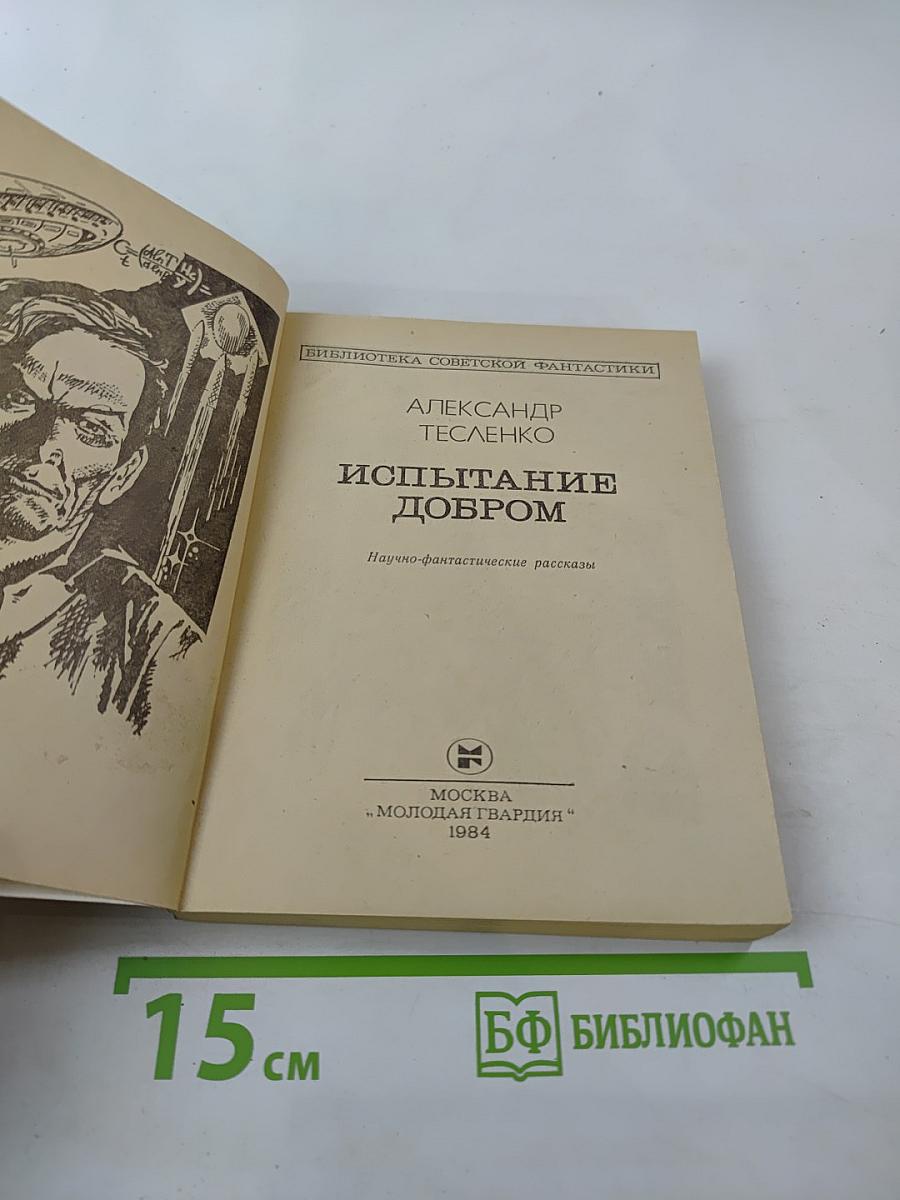 БИБЛИОТЕКА СОВЕТСКОЙ ФАНТАСТИКИ
АЛЕКСАНДР
ТЕСЛЕНКО
ИСПЫТАНИЕ
ДОБРОМ
Научно-фантастические рассказы
МОСКВА
„МОЛОДАЯ ГВАРДИЯ“
1984
15 см
БФ БИБЛИОФАН